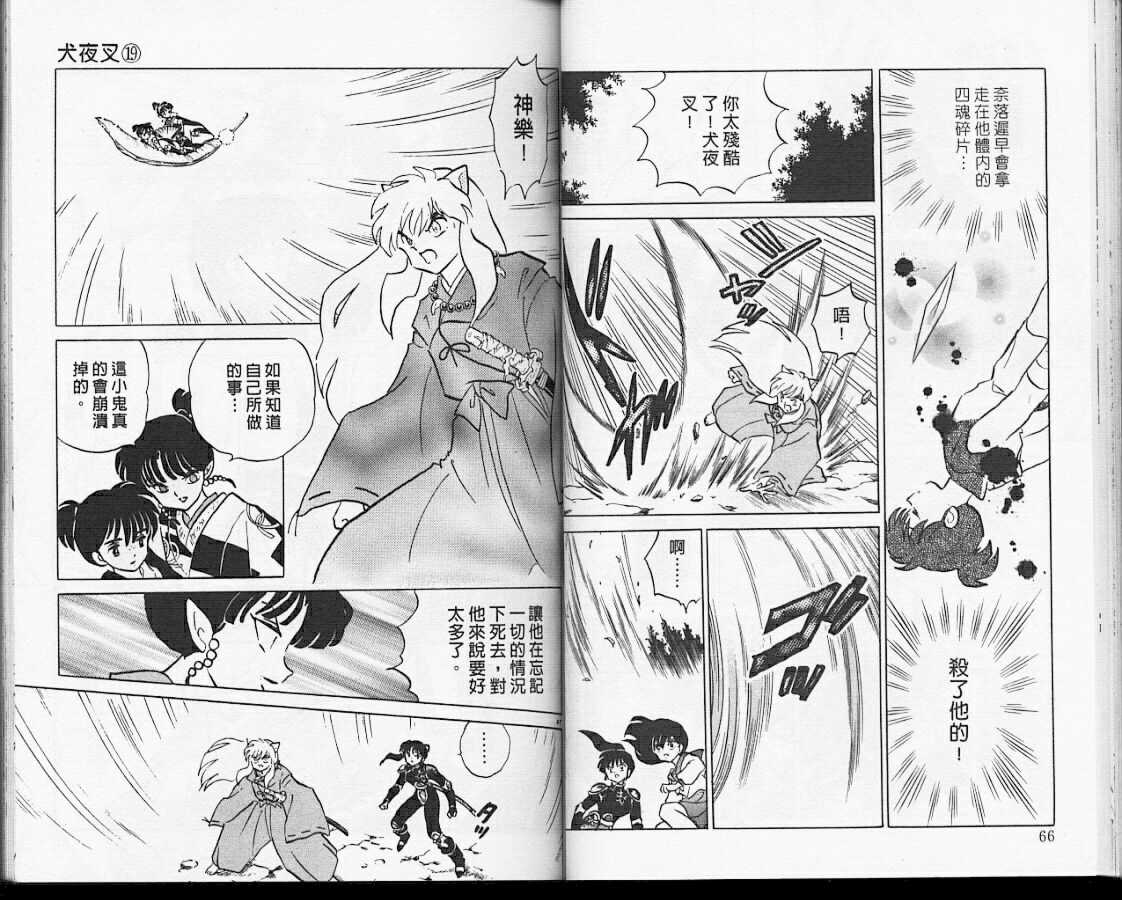 奈落遲早會拿
走在他體內的
四魂碎片…
殺了他的！
66
你太殘酷
了！犬夜
叉！
唔！
啊……
犬夜叉⑲
神樂！
如果知道
自己所做
的事…
這小鬼真
的會崩潰
掉的。
讓他在忘記
一切的情況
下死去，對
他來說要好
太多了。
……
タッ